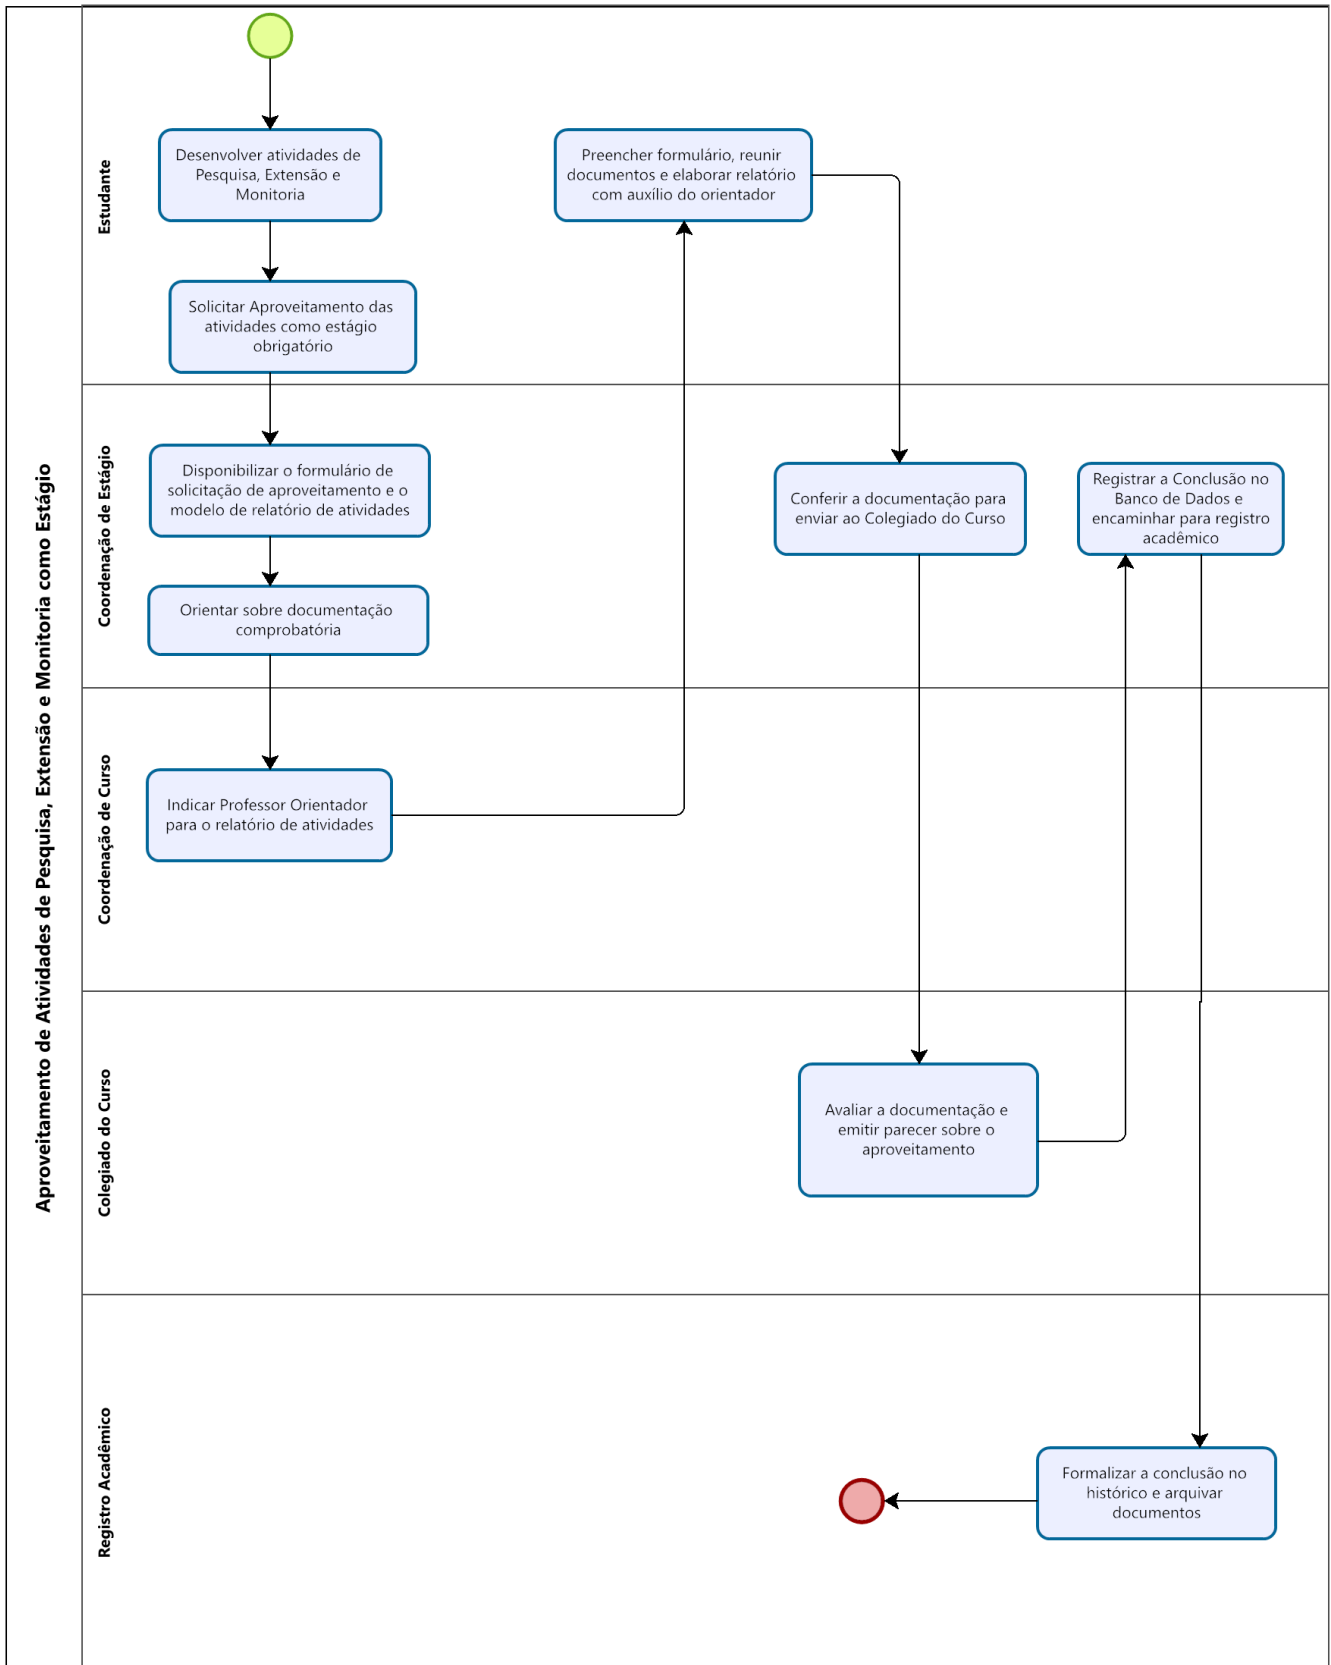 Aproveitamento de Atividades de Pesquisa, Extensão e Monitoria como Estágio
Estudante
Desenvolver atividades de
Pesquisa, Extensão e
Monitoria
Solicitar Aproveitamento das
atividades como estágio
obrigatório
Preencher formulário, reunir
documentos e elaborar relatório
com auxílio do orientador
Coordenação de Estágio
Disponibilizar o formulário de
solicitação de aproveitamento e o
modelo de relatório de atividades
Orientar sobre documentação
comprobatória
Conferir a documentação para
enviar ao Colegiado do Curso
Registrar a Conclusão no
Banco de Dados e
encaminhar para registro
acadêmico
Coordenação de Curso
Indicar Professor Orientador
para o relatório de atividades
Colegiado do Curso
Avaliar a documentação e
emitir parecer sobre o
aproveitamento
Registro Acadêmico
Formalizar a conclusão no
histórico e arquivar
documentos